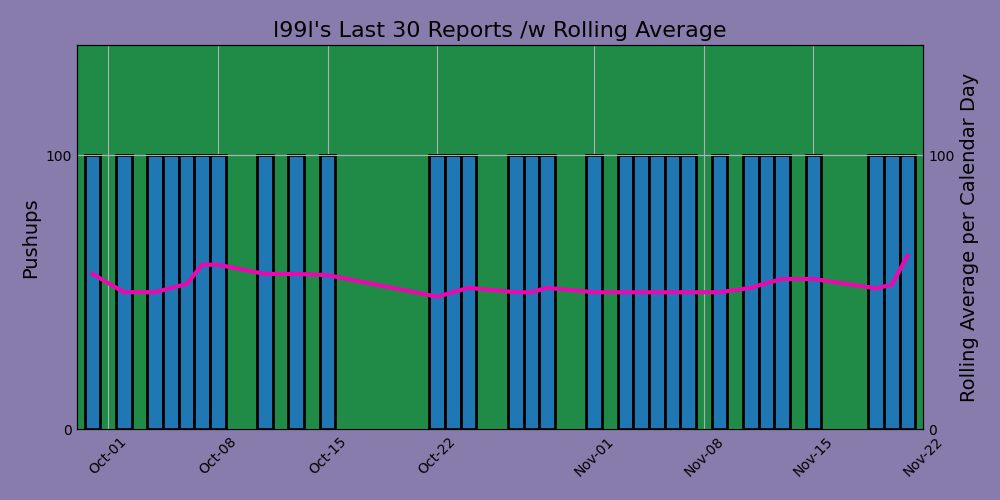 I99I's Last 30 Reports /w Rolling Average
Pushups
100
0
100
0
Rolling Average per Calendar Day
Oct-01
Oct-08
Oct-15
Oct-22
Nov-01
Nov-08
Nov-15
Nov-22